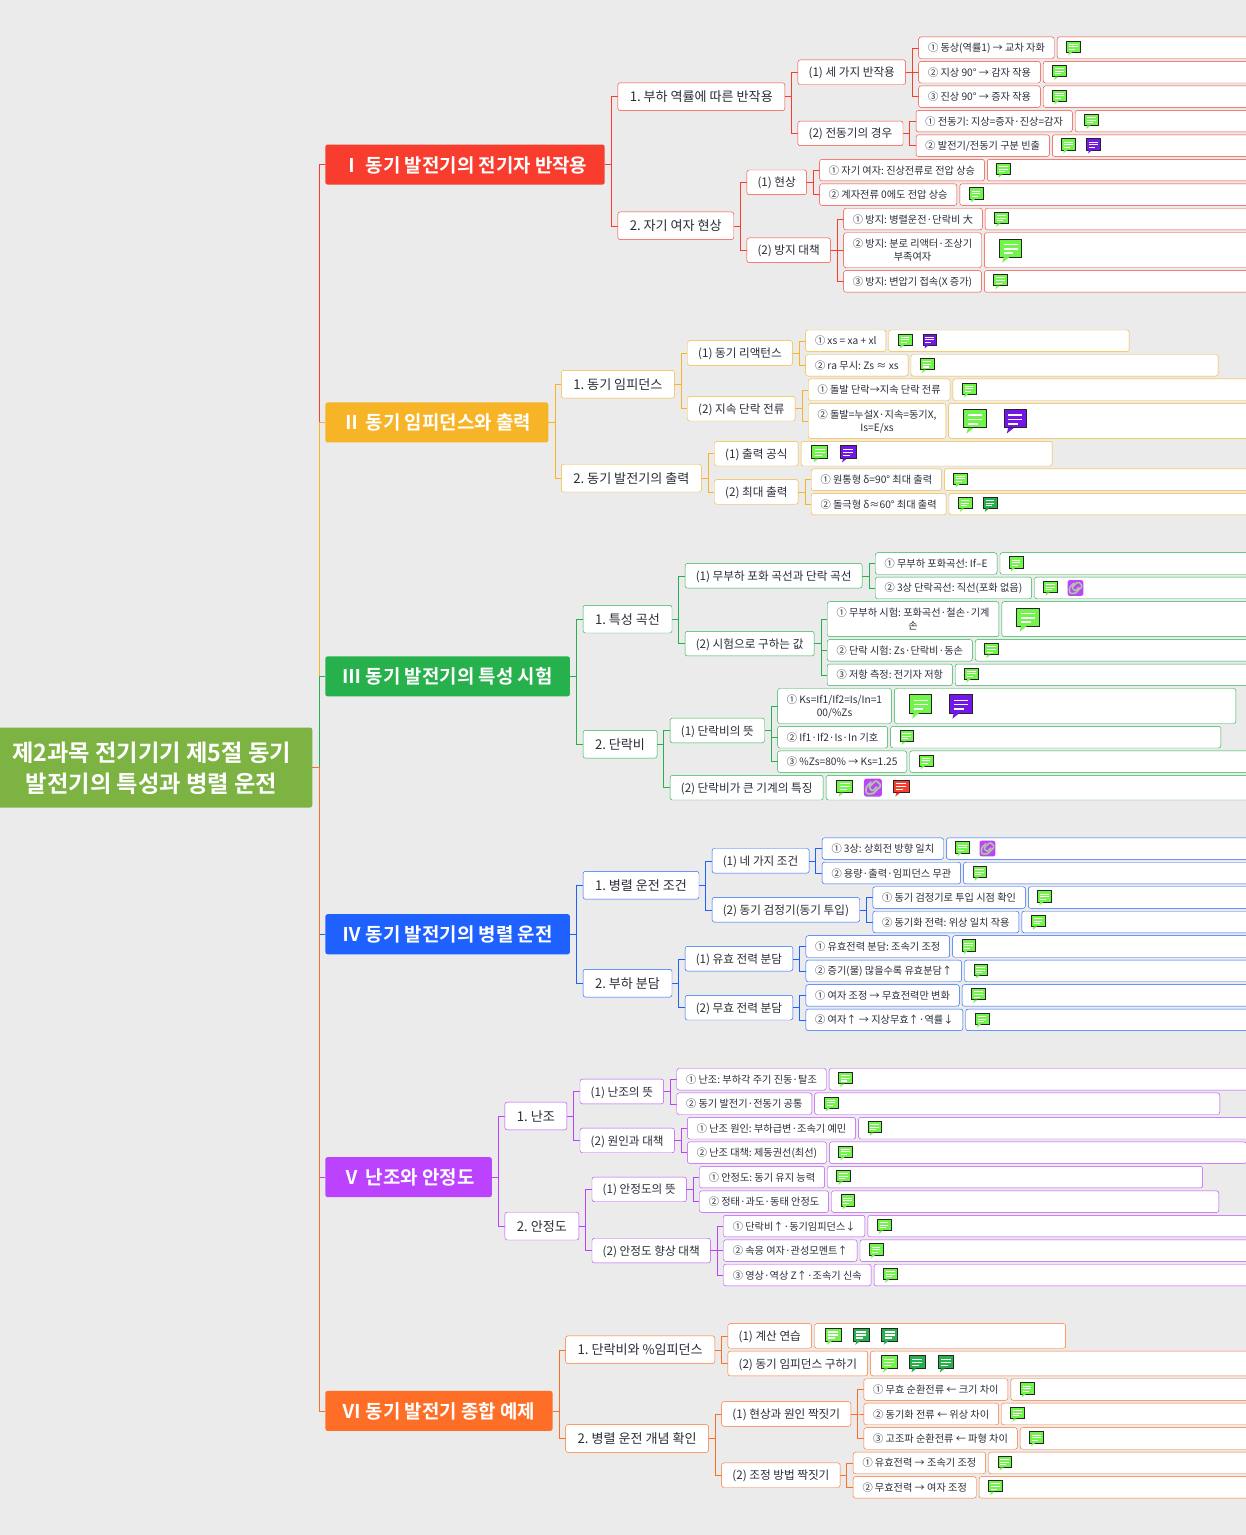 제2과목 전기기기 제5절 동기
발전기의 특성과 병렬 운전
I 동기 발전기의 전기자 반작용
1. 부하 역률에 따른 반작용
(1) 세 가지 반작용
① 동상(역률1) → 교차 자화
② 지상 90° → 감자 작용
③ 진상 90° → 증자 작용
(2) 전동기의 경우
① 전동기: 지상=증자·진상=감자
② 발전기/전동기 구분 빈출
2. 자기 여자 현상
(1) 현상
① 자기 여자: 진상전류로 전압 상승
② 계자전류 0에도 전압 상승
(2) 방지 대책
① 방지: 병렬운전·단락비 大
② 방지: 분로 리액터·조상기
부족여자
③ 방지: 변압기 접속(X 증가)
II 동기 임피던스와 출력
1. 동기 임피던스
(1) 동기 리액턴스
① xs = xa + xl
② ra 무시: Zs ≈ xs
(2) 지속 단락 전류
① 돌발 단락→지속 단락 전류
② 돌발=누설X·지속=동기X,
Is=E/xs
2. 동기 발전기의 출력
(1) 출력 공식
(2) 최대 출력
① 원통형 δ=90° 최대 출력
② 돌극형 δ≈60° 최대 출력
III 동기 발전기의 특성 시험
1. 특성 곡선
(1) 무부하 포화 곡선과 단락 곡선
① 무부하 포화곡선: If–E
② 3상 단락곡선: 직선(포화 없음)
(2) 시험으로 구하는 값
① 무부하 시험: 포화곡선·철손·기계
손
② 단락 시험: Zs·단락비·동손
③ 저항 측정: 전기자 저항
2. 단락비
(1) 단락비의 뜻
① Ks=If1/If2=Is/In=1
00/%Zs
② If1·If2·Is·In 기호
③ %Zs=80% → Ks=1.25
(2) 단락비가 큰 기계의 특징
IV 동기 발전기의 병렬 운전
1. 병렬 운전 조건
(1) 네 가지 조건
① 3상: 상회전 방향 일치
② 용량·출력·임피던스 무관
(2) 동기 검정기(동기 투입)
① 동기 검정기로 투입 시점 확인
② 동기화 전력: 위상 일치 작용
2. 부하 분담
(1) 유효 전력 분담
① 유효전력 분담: 조속기 조정
② 증기(물) 많을수록 유효분담↑
(2) 무효 전력 분담
① 여자 조정 → 무효전력만 변화
② 여자↑ → 지상무효↑·역률↓
V 난조와 안정도
1. 난조
(1) 난조의 뜻
① 난조: 부하각 주기 진동·탈조
② 동기 발전기·전동기 공통
(2) 원인과 대책
① 난조 원인: 부하급변·조속기 예민
② 난조 대책: 제동권선(최선)
2. 안정도
(1) 안정도의 뜻
① 안정도: 동기 유지 능력
② 정태·과도·동태 안정도
(2) 안정도 향상 대책
① 단락비↑·동기임피던스↓
② 속응 여자·관성모멘트↑
③ 영상·역상 Z↑·조속기 신속
VI 동기 발전기 종합 예제
1. 단락비와 %임피던스
(1) 계산 연습
(2) 동기 임피던스 구하기
2. 병렬 운전 개념 확인
(1) 현상과 원인 짝짓기
① 무효 순환전류 ← 크기 차이
② 동기화 전류 ← 위상 차이
③ 고조파 순환전류 ← 파형 차이
(2) 조정 방법 짝짓기
① 유효전력 → 조속기 조정
② 무효전력 → 여자 조정